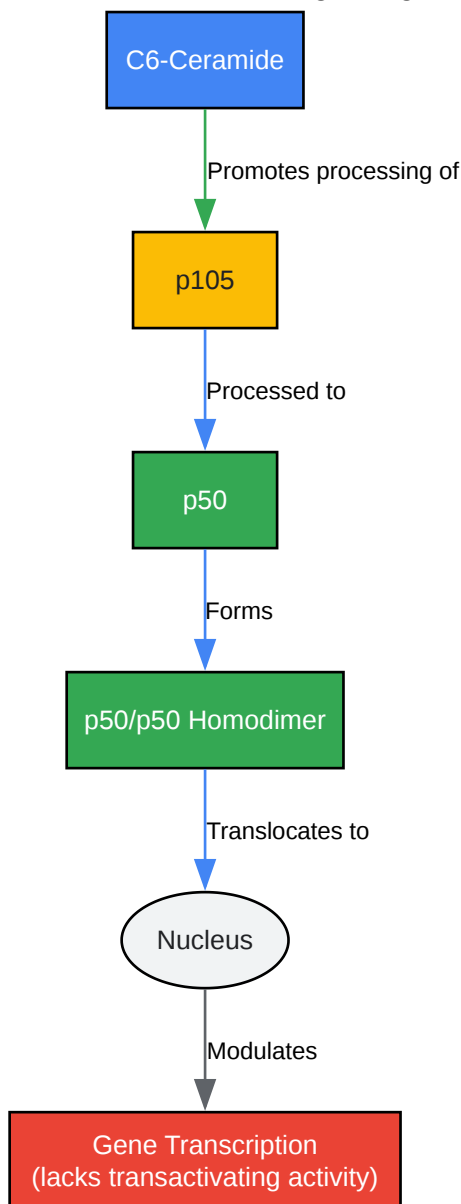 C6-Ceramide
Promotes processing of
p105
Processed to
p50
Forms
p50/p50 Homodimer
Translocates to
Nucleus
Modulates
Gene Transcription
(lacks transactivating activity)